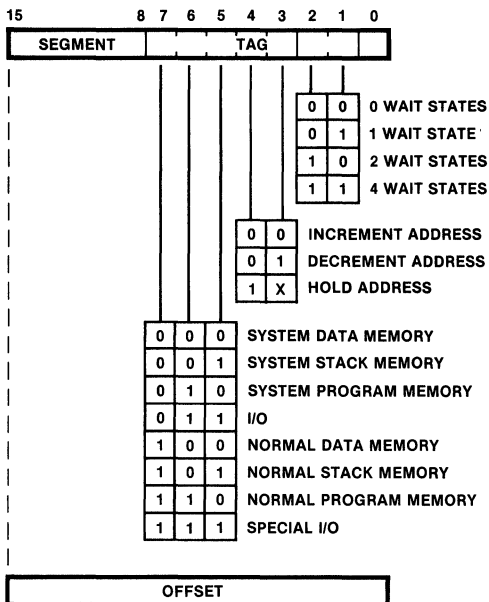 15 8 7 6 5 4 3 2 1 0
SEGMENT TAG
0 0 0 WAIT STATES
0 1 1 WAIT STATE
1 0 2 WAIT STATES
1 1 4 WAIT STATES
0 0 INCREMENT ADDRESS
0 1 DECREMENT ADDRESS
1 X HOLD ADDRESS
0 0 0 SYSTEM DATA MEMORY
0 0 1 SYSTEM STACK MEMORY
0 1 0 SYSTEM PROGRAM MEMORY
0 1 1 I/O
1 0 0 NORMAL DATA MEMORY
1 0 1 NORMAL STACK MEMORY
1 1 0 NORMAL PROGRAM MEMORY
1 1 1 SPECIAL I/O
OFFSET